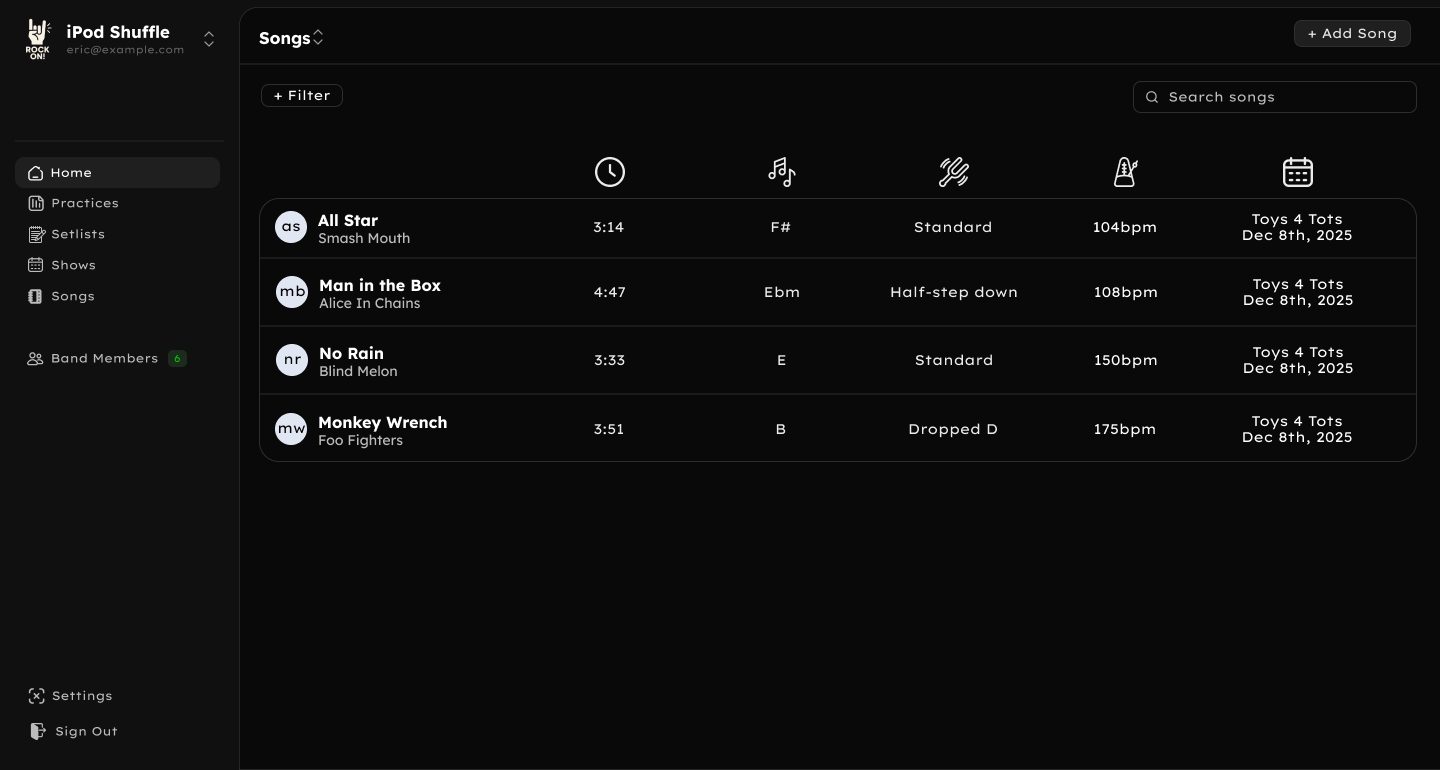 ROCK
ON!
iPod Shuffle
eric@example.com
Home
Practices
Setlists
Shows
Songs
Band Members 6
Settings
Sign Out
Songs
+ Add Song
+ Filter
Search songs
as All Star
Smash Mouth
3:14
F#
Standard
104bpm
Toys 4 Tots
Dec 8th, 2025
mb Man in the Box
Alice In Chains
4:47
Ebm
Half-step down
108bpm
Toys 4 Tots
Dec 8th, 2025
nr No Rain
Blind Melon
3:33
E
Standard
150bpm
Toys 4 Tots
Dec 8th, 2025
mw Monkey Wrench
Foo Fighters
3:51
B
Dropped D
175bpm
Toys 4 Tots
Dec 8th, 2025